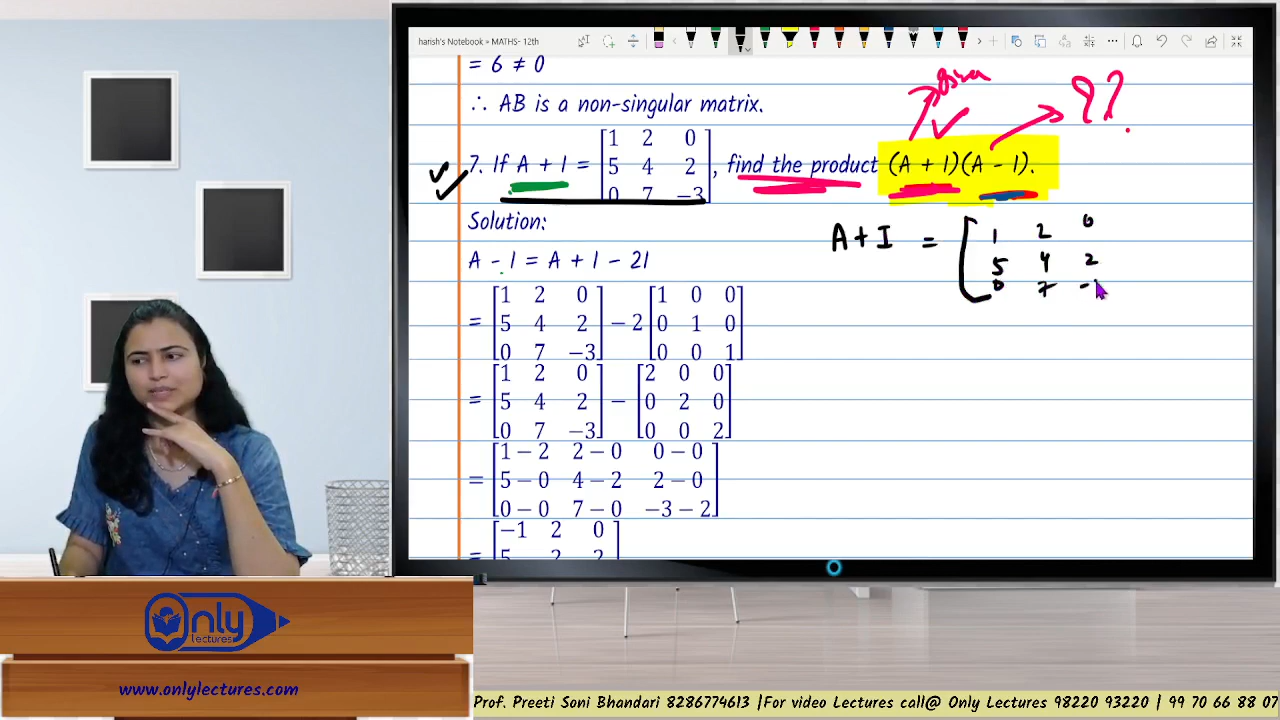 harish's Notebook » MATHS- 12th
= 6 ≠ 0
∴ AB is a non-singular matrix.
7. If A + I = [1 2 0
5 4 2
0 7 −3], find the product (A + I)(A − I).
Given
??
Solution:
A + I = [1 2 0
5 4 2
0 7 -
A − I = A + I − 2I
= [1 2 0
5 4 2
0 7 −3] − 2 [1 0 0
0 1 0
0 0 1]
= [1 2 0
5 4 2
0 7 −3] − [2 0 0
0 2 0
0 0 2]
= [1 − 2 2 − 0 0 − 0
5 − 0 4 − 2 2 − 0
0 − 0 7 − 0 −3 − 2]
= [−1 2 0]
5 2 2
Only
Lectures
www.onlylectures.com
Prof. Preeti Soni Bhandari 8286774613 |For video Lectures call@ Only Lectures 98220 93220 | 99 70 66 88 07